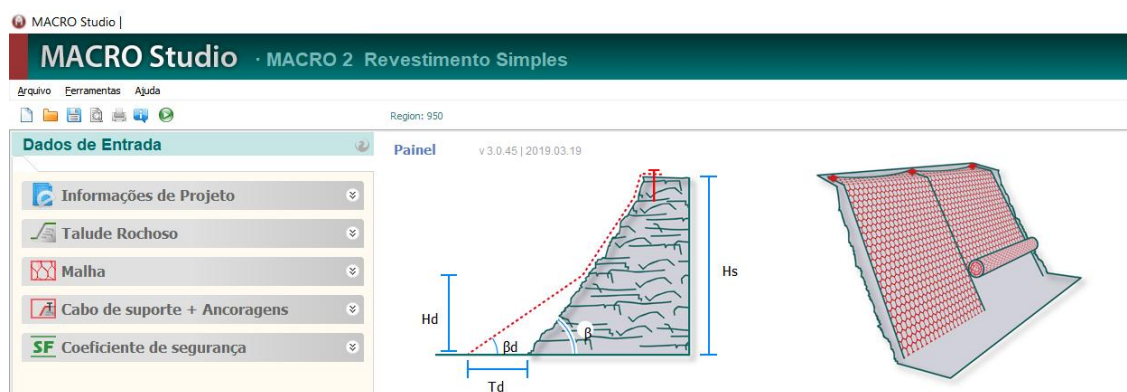 MACRO Studio |
MACRO Studio · MACRO 2 Revestimento Simples
Arquivo Ferramentas Ajuda
Region: 950
Dados de Entrada
Painel v 3.0.45 | 2019.03.19
Informações de Projeto
Talude Rochoso
Malha
Cabo de suporte + Ancoragens
SF Coeficiente de segurança
Hs
Hd
βd
β
Td